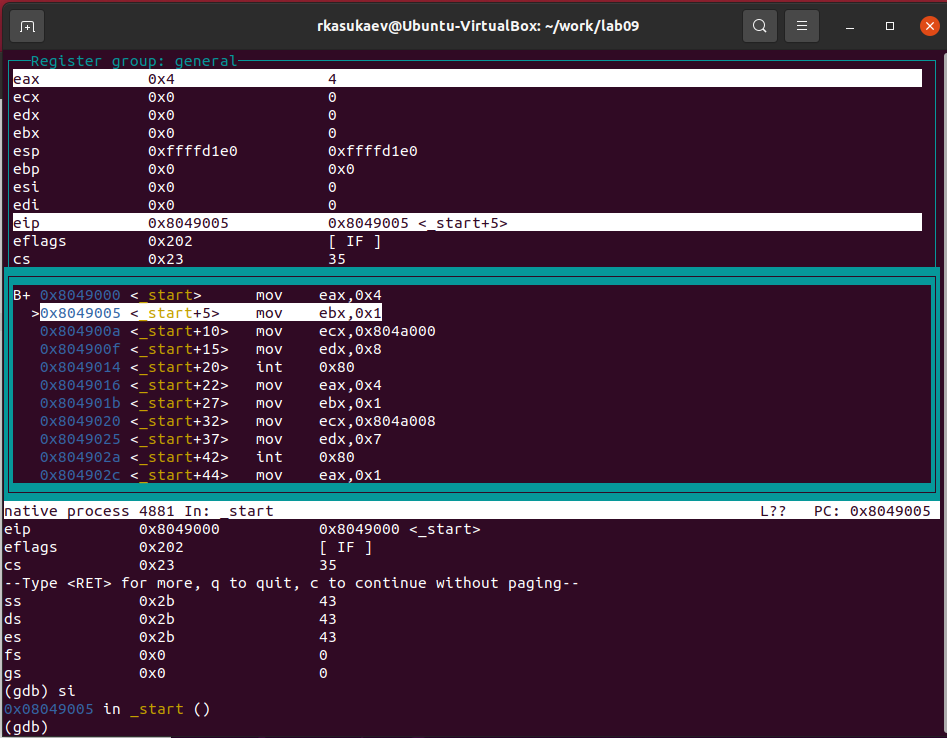 rkasukaev@Ubuntu-VirtualBox: ~/work/lab09
Register group: general
eax 0x4 4
ecx 0x0 0
edx 0x0 0
ebx 0x0 0
esp 0xffffd1e0 0xffffd1e0
ebp 0x0 0x0
esi 0x0 0
edi 0x0 0
eip 0x8049005 0x8049005 <_start+5>
eflags 0x202 [ IF ]
cs 0x23 35
B+ 0x8049000 <_start> mov eax,0x4
>0x8049005 <_start+5> mov ebx,0x1
0x804900a <_start+10> mov ecx,0x804a000
0x804900f <_start+15> mov edx,0x8
0x8049014 <_start+20> int 0x80
0x8049016 <_start+22> mov eax,0x4
0x804901b <_start+27> mov ebx,0x1
0x8049020 <_start+32> mov ecx,0x804a008
0x8049025 <_start+37> mov edx,0x7
0x804902a <_start+42> int 0x80
0x804902c <_start+44> mov eax,0x1
native process 4881 In: _start L?? PC: 0x8049005
eip 0x8049000 0x8049000 <_start>
eflags 0x202 [ IF ]
cs 0x23 35
--Type <RET> for more, q to quit, c to continue without paging--
ss 0x2b 43
ds 0x2b 43
es 0x2b 43
fs 0x0 0
gs 0x0 0
(gdb) si
0x08049005 in _start ()
(gdb)